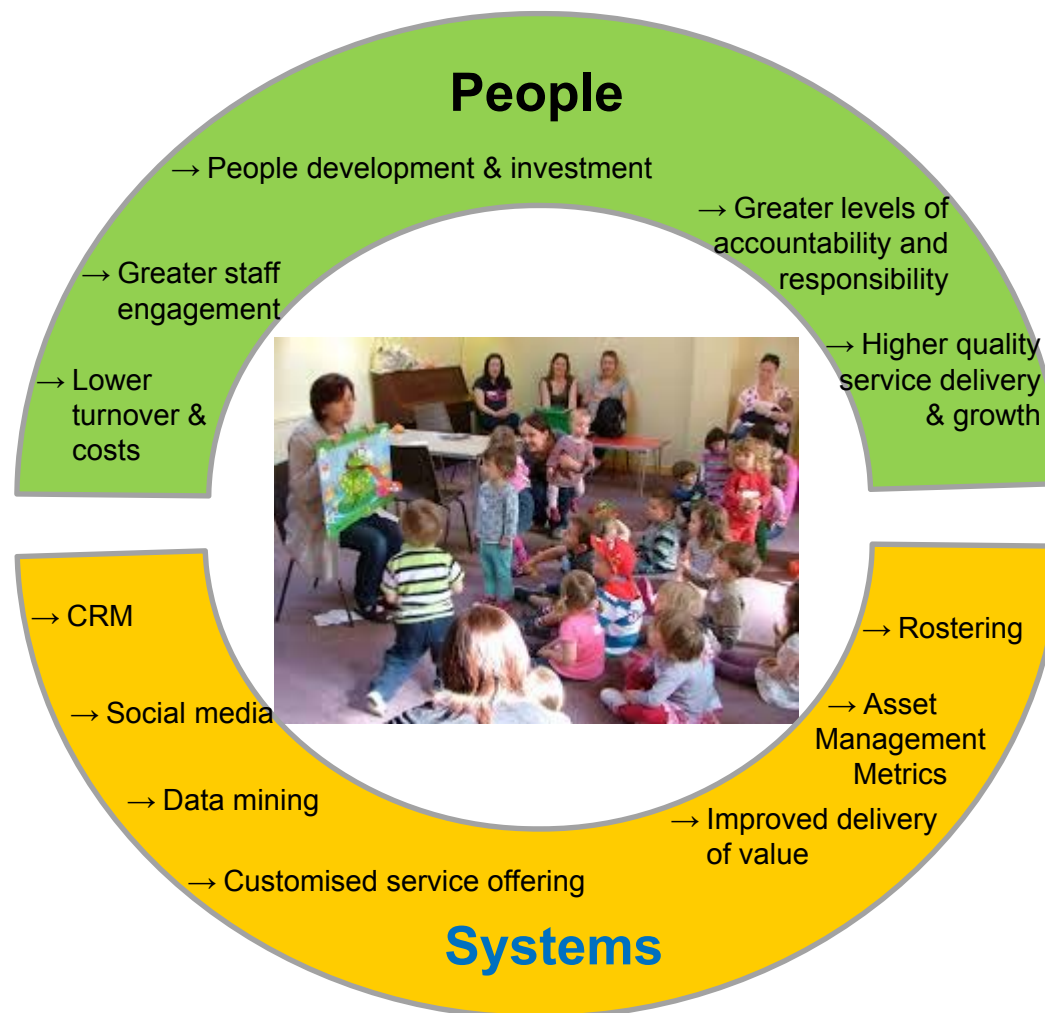 People
→ People development & investment
→ Greater levels of
accountability and
responsibility
→ Greater staff
engagement
→ Higher quality
service delivery
& growth
→ Lower
turnover &
costs
→ CRM
→ Rostering
→ Social media
→ Asset
Management
Metrics
→ Data mining
→ Improved delivery
of value
→ Customised service offering
Systems